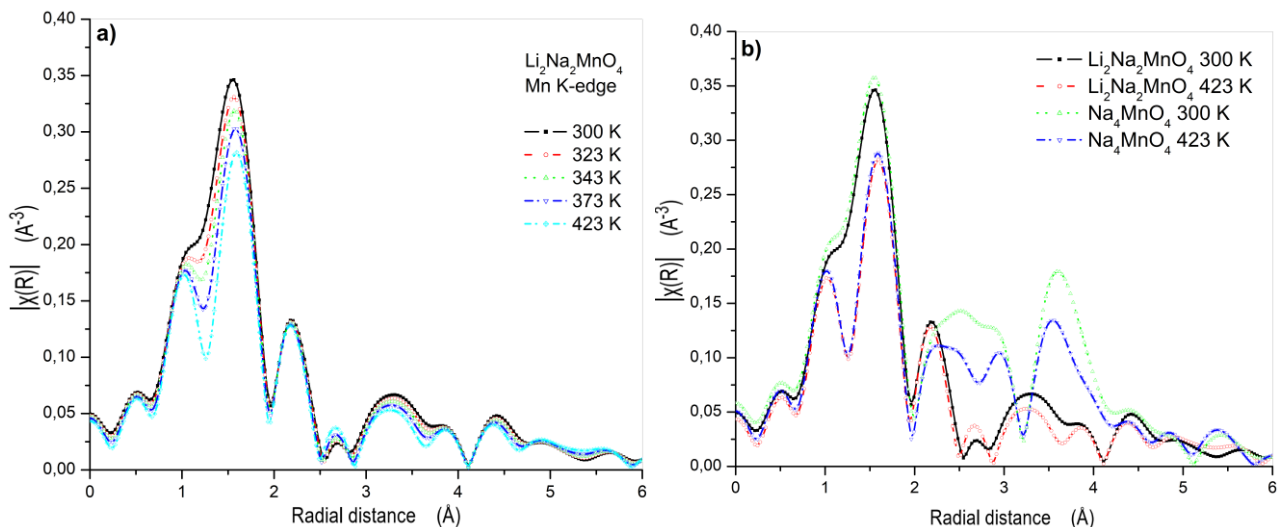 a)
0,40
0,35
0,30
0,25
0,20
0,15
0,10
0,05
0,00
|χ(R)| (A⁻³)
Li₂Na₂MnO₄
Mn K-edge
300 K
323 K
343 K
373 K
423 K
0 1 2 3 4 5 6
Radial distance (Å)
b)
0,40
0,35
0,30
0,25
0,20
0,15
0,10
0,05
0,00
|χ(R)| (A⁻³)
Li₂Na₂MnO₄ 300 K
Li₂Na₂MnO₄ 423 K
Na₄MnO₄ 300 K
Na₄MnO₄ 423 K
0 1 2 3 4 5 6
Radial distance (Å)